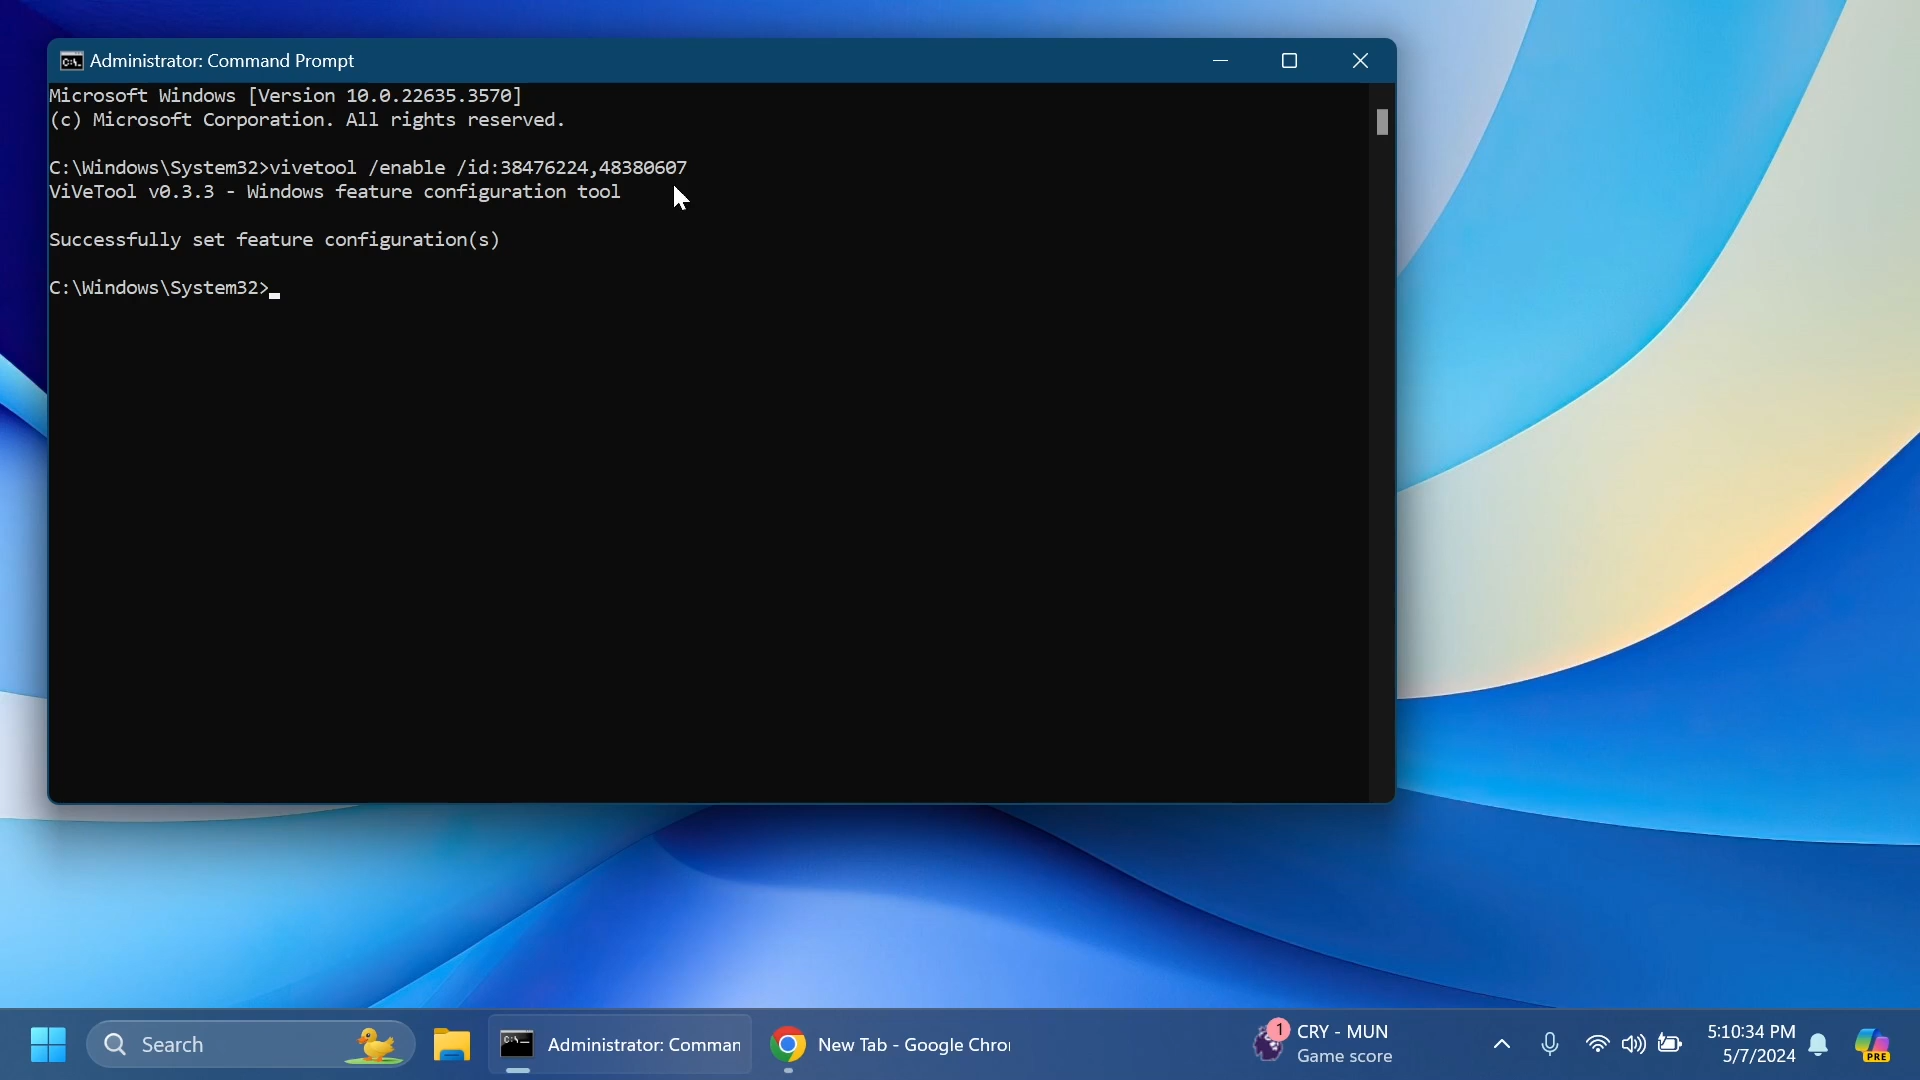 Administrator: Command Prompt
Microsoft Windows [Version 10.0.22635.3570]
(c) Microsoft Corporation. All rights reserved.
C:\Windows\System32>vivetool /enable /id:38476224,48380607
ViVeTool v0.3.3 - Windows feature configuration tool
Successfully set feature configuration(s)
C:\Windows\System32>
Search
Administrator: Comman
New Tab - Google Chro
1
CRY - MUN
Game score
5:10:34 PM
5/7/2024
PRE